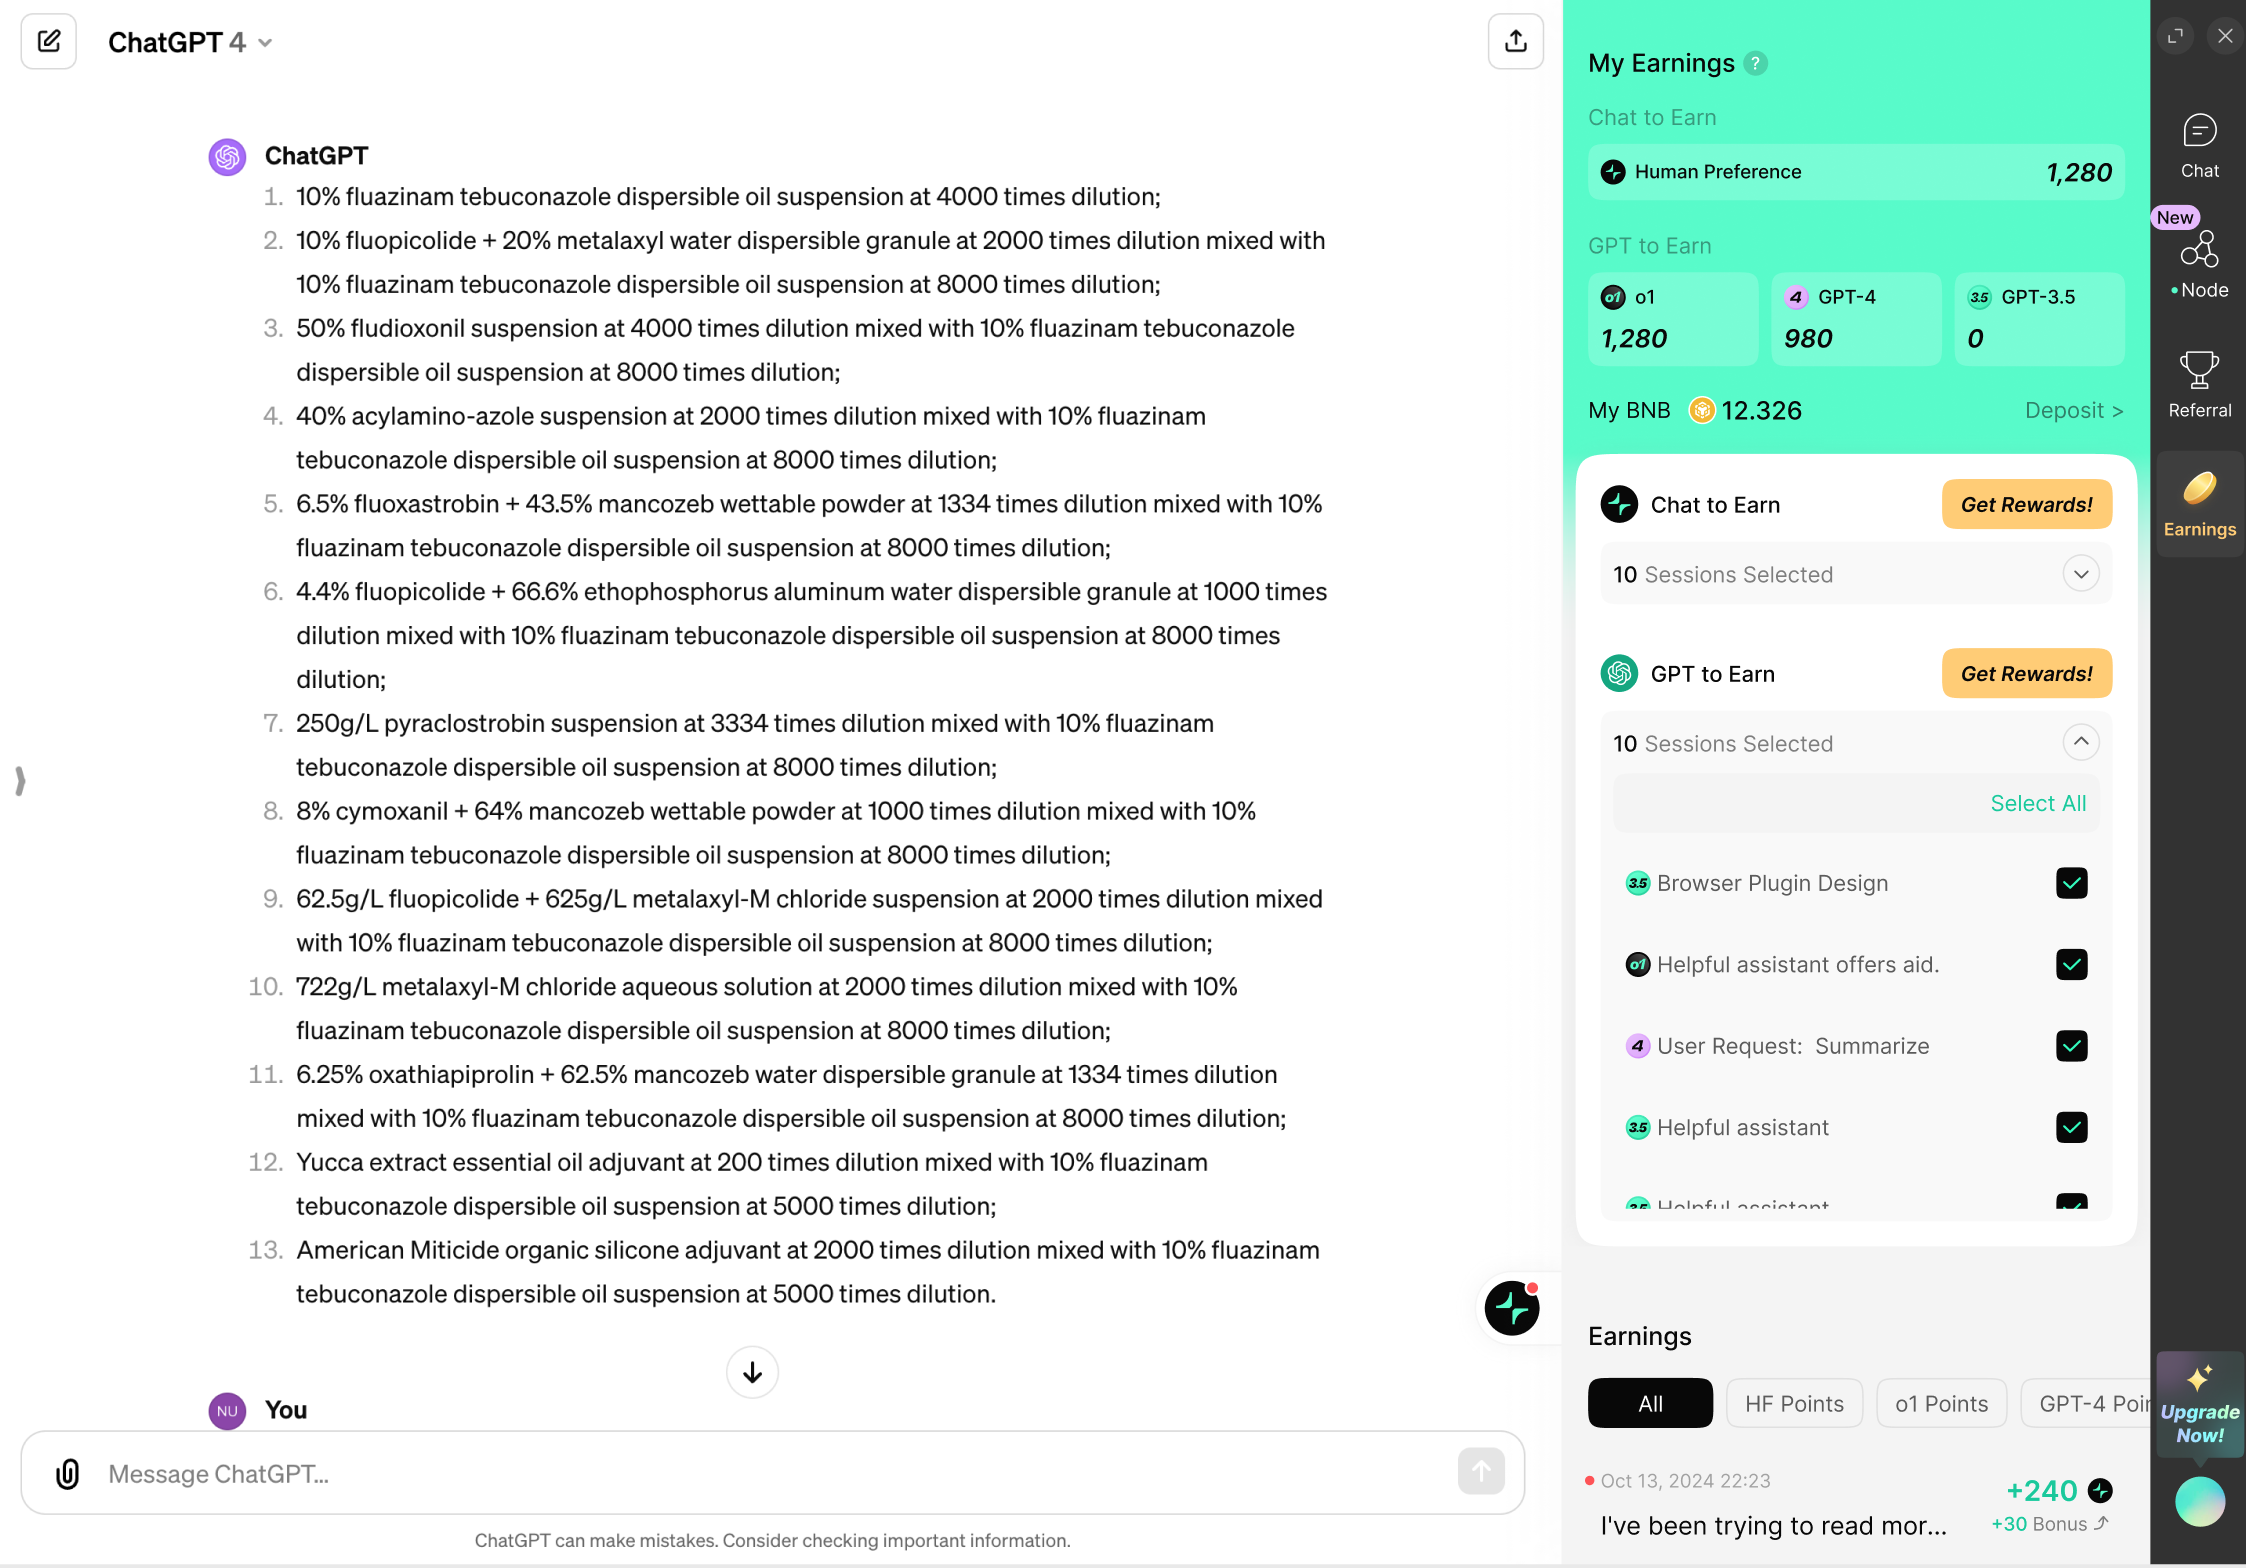 ChatGPT 4
ChatGPT
1. 10% fluazinam tebuconazole dispersible oil suspension at 4000 times dilution;
2. 10% fluopicolide + 20% metalaxyl water dispersible granule at 2000 times dilution mixed with
10% fluazinam tebuconazole dispersible oil suspension at 8000 times dilution;
3. 50% fludioxonil suspension at 4000 times dilution mixed with 10% fluazinam tebuconazole
dispersible oil suspension at 8000 times dilution;
4. 40% acylamino-azole suspension at 2000 times dilution mixed with 10% fluazinam
tebuconazole dispersible oil suspension at 8000 times dilution;
5. 6.5% fluoxastrobin + 43.5% mancozeb wettable powder at 1334 times dilution mixed with 10%
fluazinam tebuconazole dispersible oil suspension at 8000 times dilution;
6. 4.4% fluopicolide + 66.6% ethophosphorus aluminum water dispersible granule at 1000 times
dilution mixed with 10% fluazinam tebuconazole dispersible oil suspension at 8000 times
dilution;
7. 250g/L pyraclostrobin suspension at 3334 times dilution mixed with 10% fluazinam
tebuconazole dispersible oil suspension at 8000 times dilution;
8. 8% cymoxanil + 64% mancozeb wettable powder at 1000 times dilution mixed with 10%
fluazinam tebuconazole dispersible oil suspension at 8000 times dilution;
9. 62.5g/L fluopicolide + 625g/L metalaxyl-M chloride suspension at 2000 times dilution mixed
with 10% fluazinam tebuconazole dispersible oil suspension at 8000 times dilution;
10. 722g/L metalaxyl-M chloride aqueous solution at 2000 times dilution mixed with 10%
fluazinam tebuconazole dispersible oil suspension at 8000 times dilution;
11. 6.25% oxathiapiprolin + 62.5% mancozeb water dispersible granule at 1334 times dilution
mixed with 10% fluazinam tebuconazole dispersible oil suspension at 8000 times dilution;
12. Yucca extract essential oil adjuvant at 200 times dilution mixed with 10% fluazinam
tebuconazole dispersible oil suspension at 5000 times dilution;
13. American Miticide organic silicone adjuvant at 2000 times dilution mixed with 10% fluazinam
tebuconazole dispersible oil suspension at 5000 times dilution.
NU You
Message ChatGPT...
ChatGPT can make mistakes. Consider checking important information.
My Earnings ?
Chat to Earn
Human Preference 1,280
GPT to Earn
o1 o1
1,280
4 GPT-4
980
3.5 GPT-3.5
0
My BNB 12.326 Deposit >
Chat to Earn Get Rewards!
10 Sessions Selected
GPT to Earn Get Rewards!
10 Sessions Selected
Select All
3.5 Browser Plugin Design
o1 Helpful assistant offers aid.
4 User Request: Summarize
3.5 Helpful assistant
3.5 Helpful assistant
Earnings
All HF Points o1 Points GPT-4 Poin
Oct 13, 2024 22:23
I've been trying to read mor...
+240
+30 Bonus
Chat
New
Node
Referral
Earnings
Upgrade
Now!